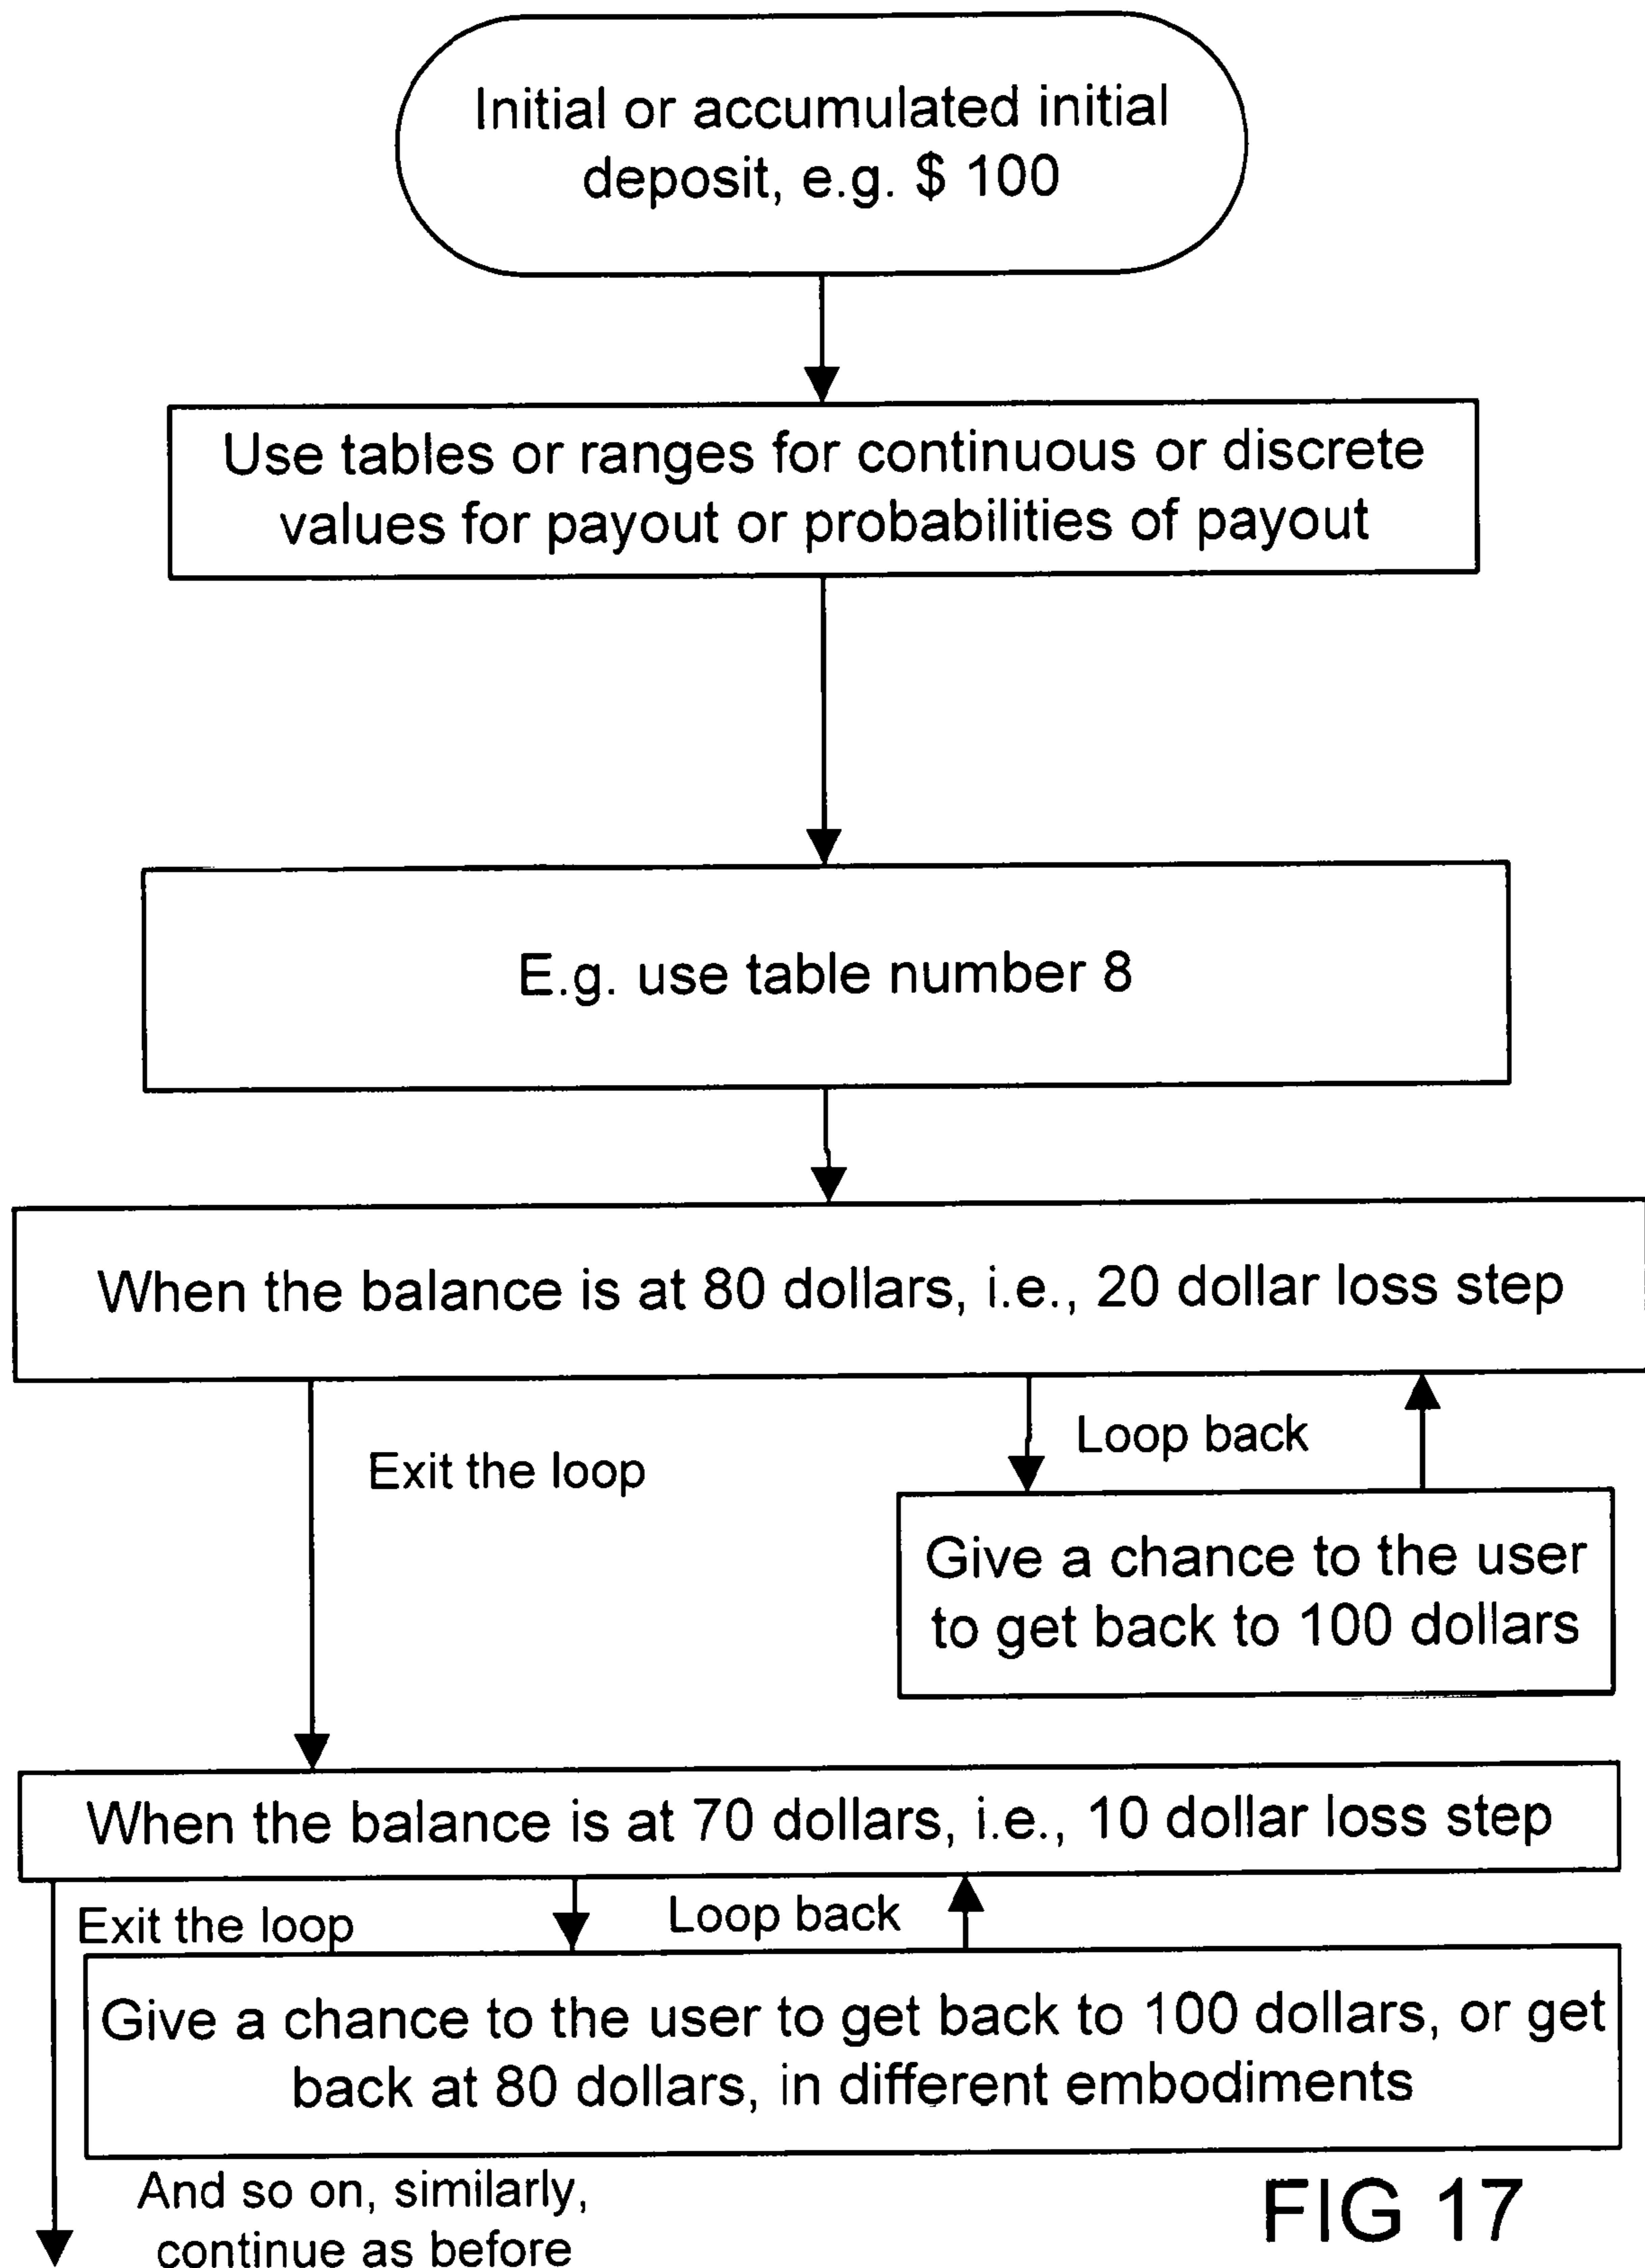 Initial or accumulated initial
deposit, e.g. $ 100
Use tables or ranges for continuous or discrete
values for payout or probabilities of payout
E.g. use table number 8
When the balance is at 80 dollars, i.e., 20 dollar loss step
Exit the loop
Loop back
Give a chance to the user
to get back to 100 dollars
When the balance is at 70 dollars, i.e., 10 dollar loss step
Exit the loop
Loop back
Give a chance to the user to get back to 100 dollars, or get
back at 80 dollars, in different embodiments
And so on, similarly,
continue as before
FIG 17